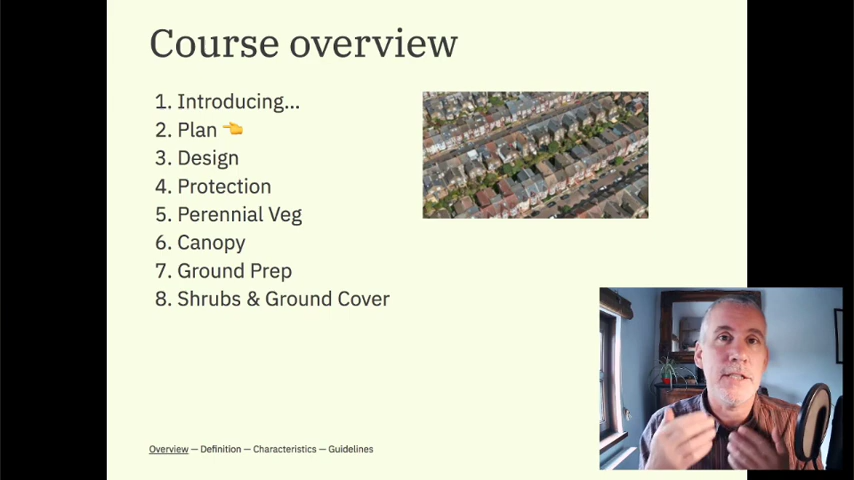 Course overview
1. Introducing...
2. Plan 👈
3. Design
4. Protection
5. Perennial Veg
6. Canopy
7. Ground Prep
8. Shrubs & Ground Cover
Overview — Definition — Characteristics — Guidelines